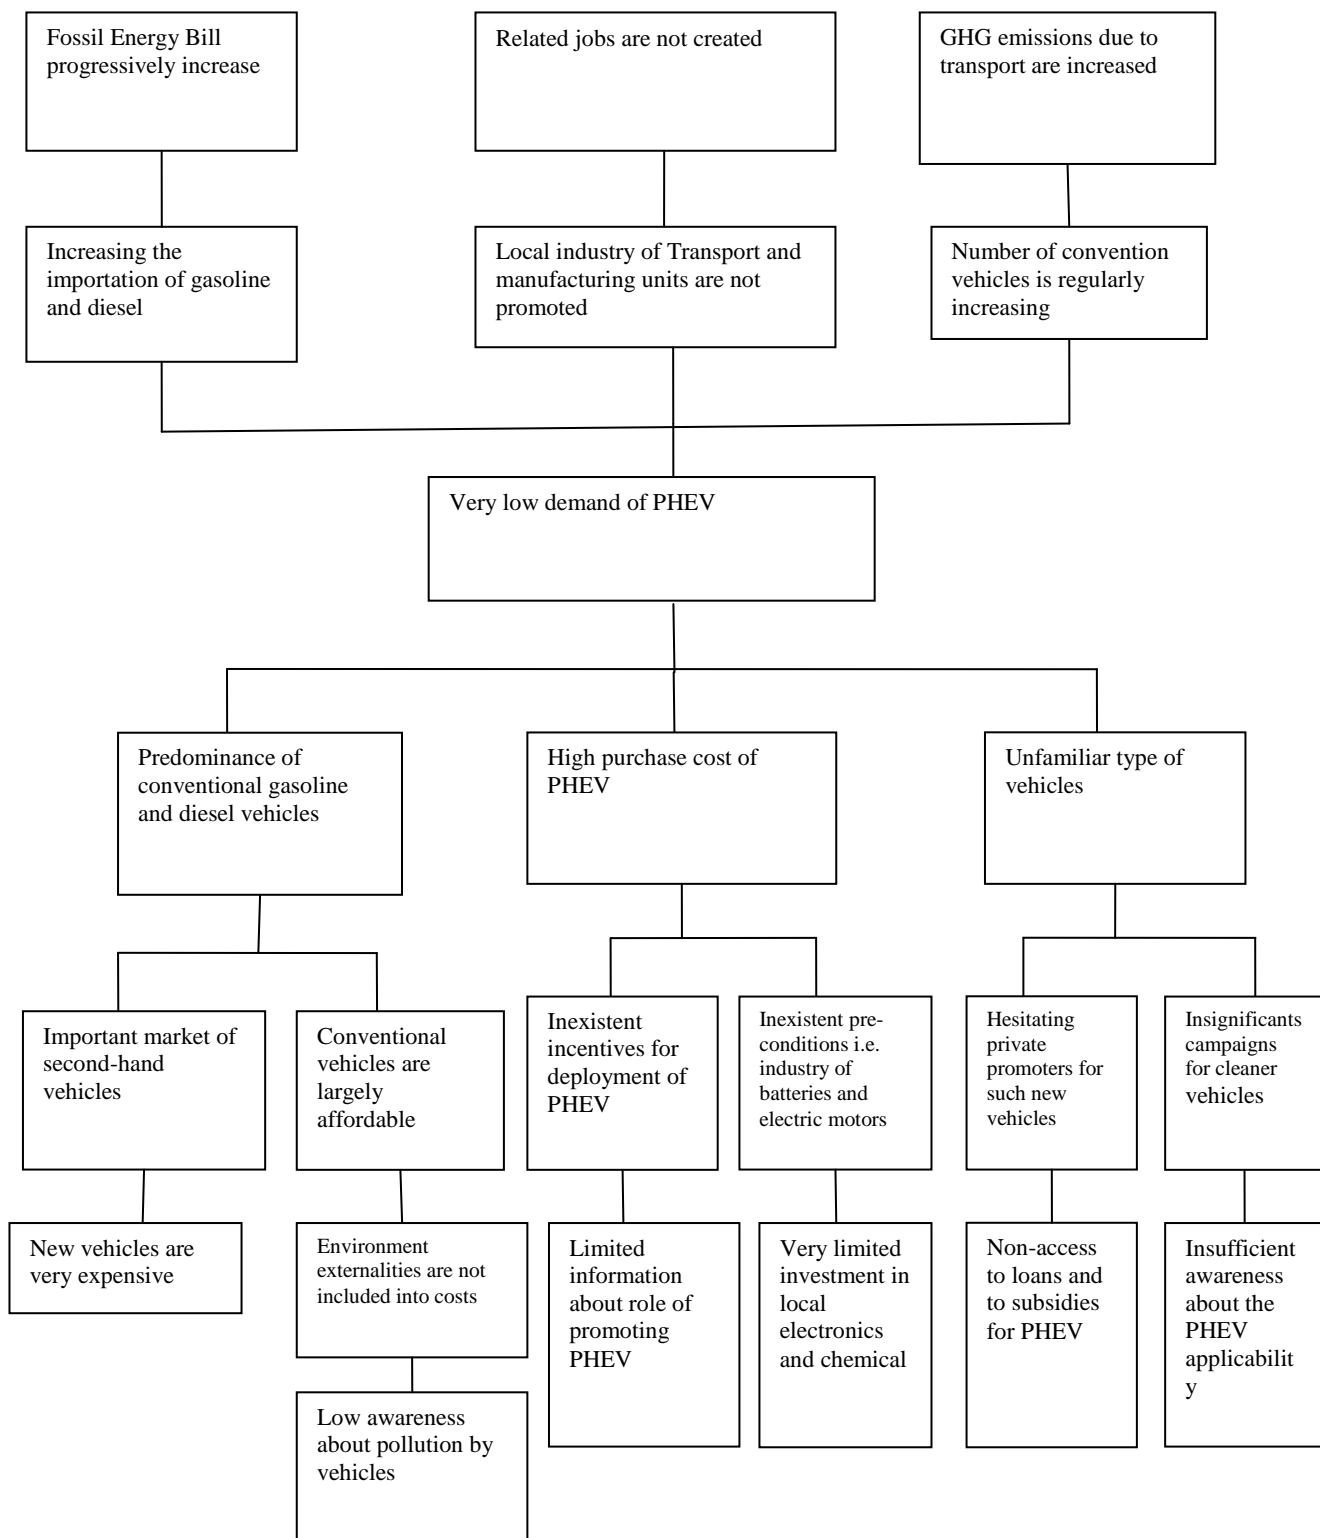 Fossil Energy Bill
progressively increase
Related jobs are not created
GHG emissions due to
transport are increased
Increasing the
importation of gasoline
and diesel
Local industry of Transport and
manufacturing units are not
promoted
Number of convention
vehicles is regularly
increasing
Very low demand of PHEV
Predominance of
conventional gasoline
and diesel vehicles
High purchase cost of
PHEV
Unfamiliar type of
vehicles
Important market of
second-hand
vehicles
Conventional
vehicles are
largely
affordable
Inexistent
incentives for
deployment of
PHEV
Inexistent pre-
conditions i.e.
industry of
batteries and
electric motors
Hesitating
private
promoters for
such new
vehicles
Insignificants
campaigns
for cleaner
vehicles
New vehicles are
very expensive
Environment
externalities are not
included into costs
Limited
information
about role of
promoting
PHEV
Very limited
investment in
local
electronics
and chemical
Non-access
to loans and
to subsidies
for PHEV
Insufficient
awareness
about the
PHEV
applicabilit
y
Low awareness
about pollution by
vehicles